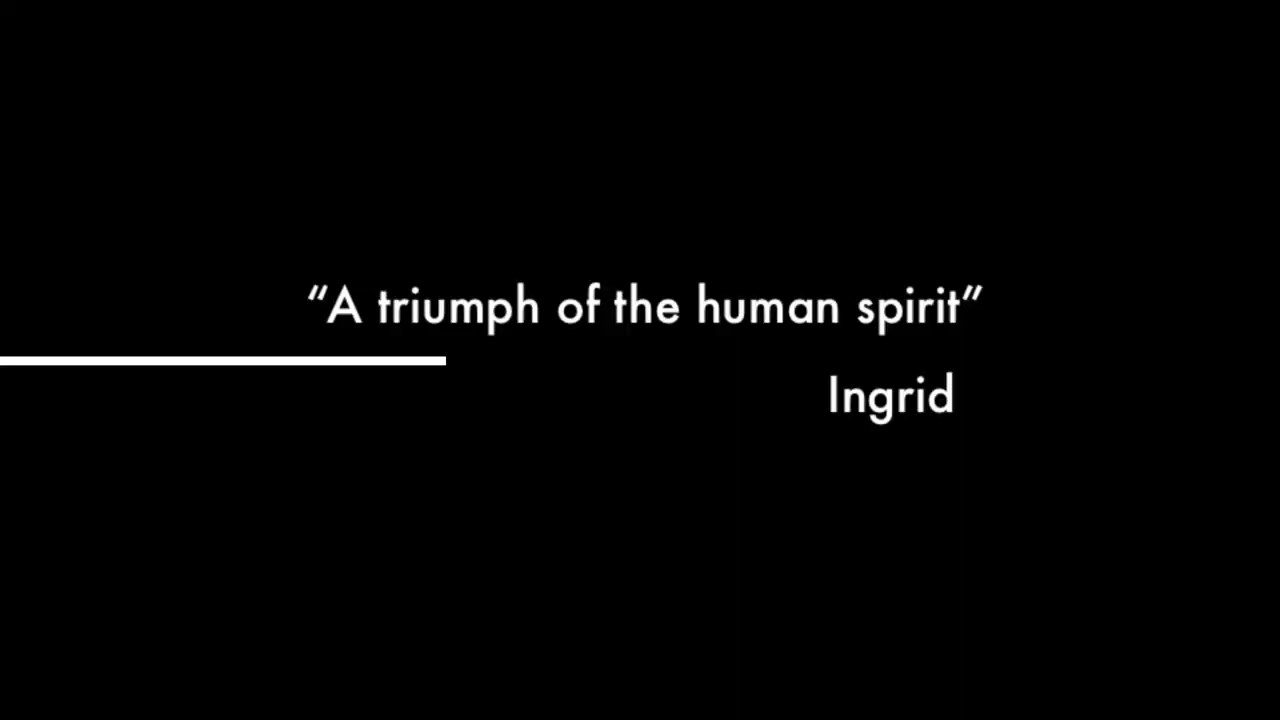 “A triumph of the human spirit”
Ingrid